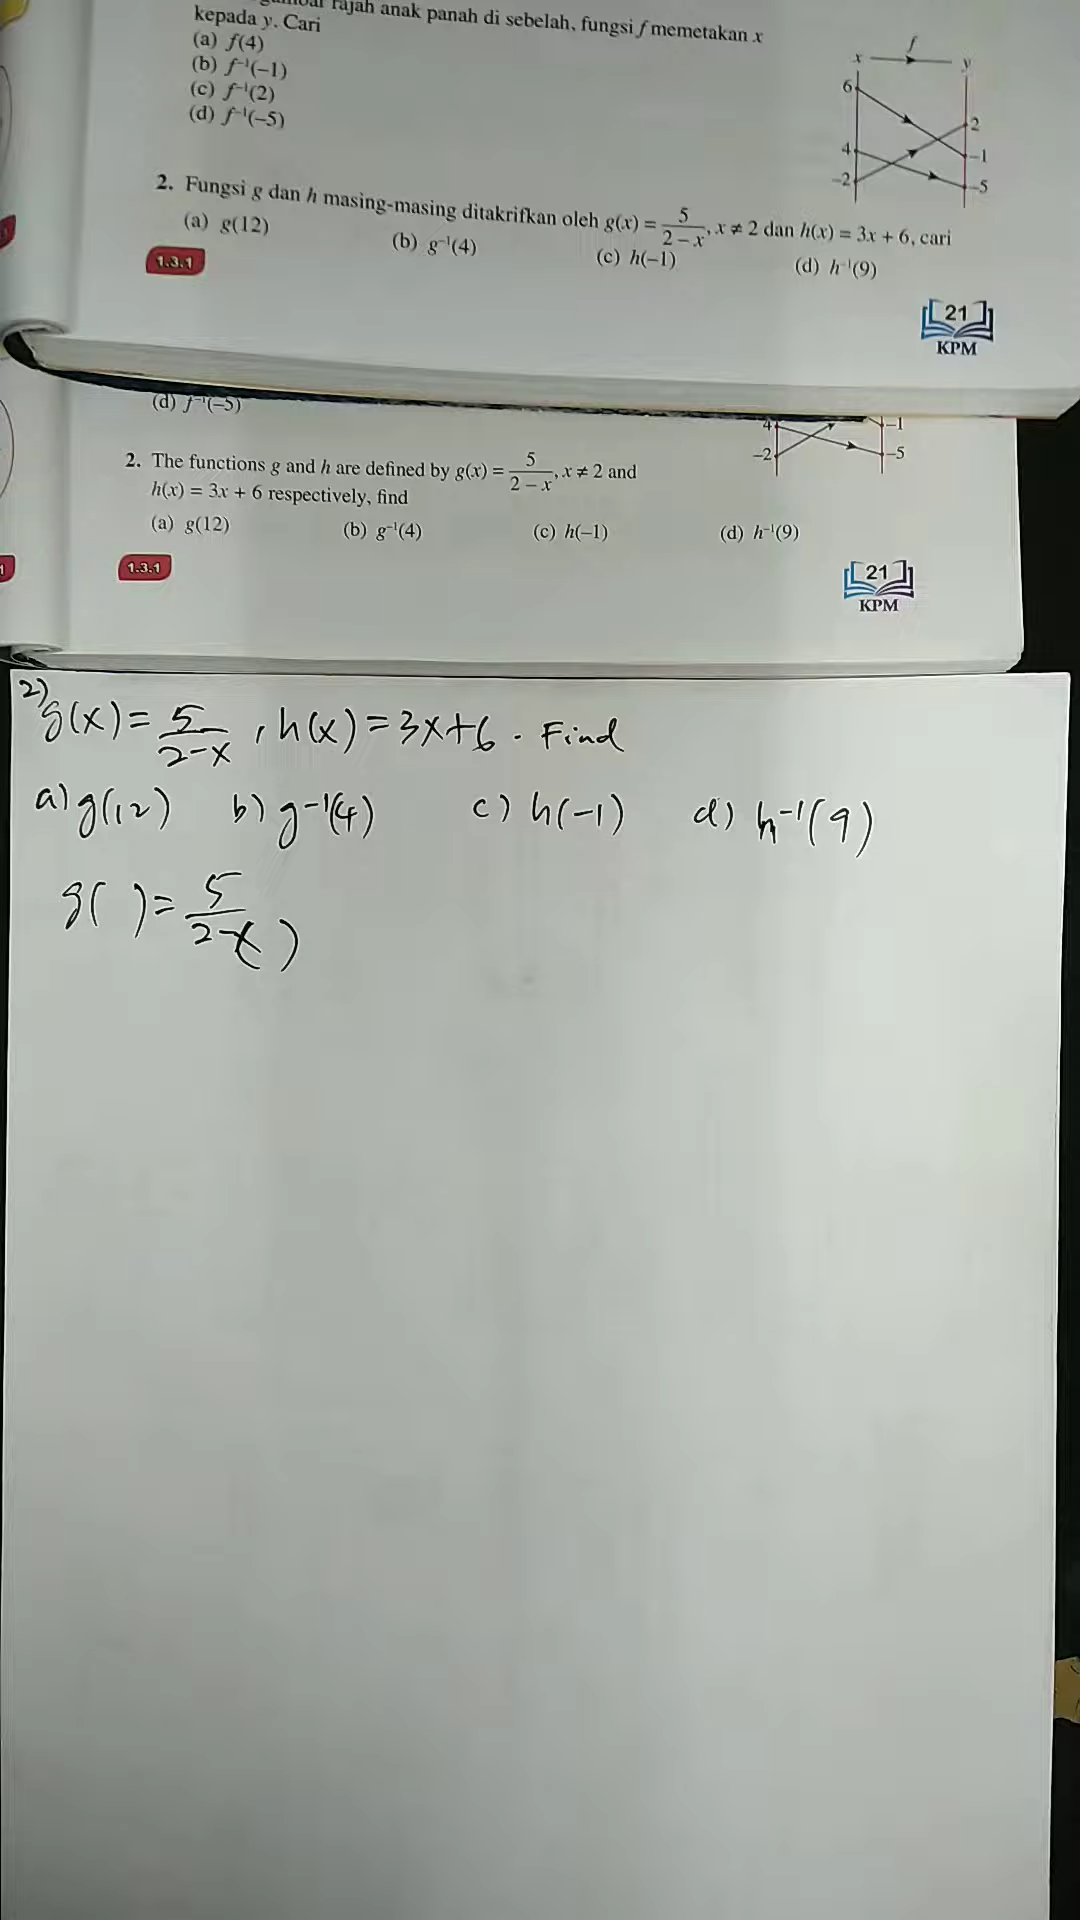 rajah anak panah di sebelah, fungsi f memetakan x
kepada y. Cari
(a) f(4)
(b) f⁻¹(−1)
(c) f⁻¹(2)
(d) f⁻¹(−5)
f
x y
6
2
4 −1
−2 −5
2. Fungsi g dan h masing-masing ditakrifkan oleh g(x) = 5/(2 − x), x ≠ 2 dan h(x) = 3x + 6, cari
(a) g(12) (b) g⁻¹(4) (c) h(−1) (d) h⁻¹(9)
1.3.1
21
KPM
(d) f⁻¹(−5)
4 −1
−2 −5
2. The functions g and h are defined by g(x) = 5/(2 − x), x ≠ 2 and
h(x) = 3x + 6 respectively, find
(a) g(12) (b) g⁻¹(4) (c) h(−1) (d) h⁻¹(9)
1
1.3.1
21
KPM
2) g(x) = 5/(2-x), h(x) = 3x+6. Find
a) g(12) b) g⁻¹(4) c) h(-1) d) h⁻¹(9)
g( ) = 5/(2-( ))